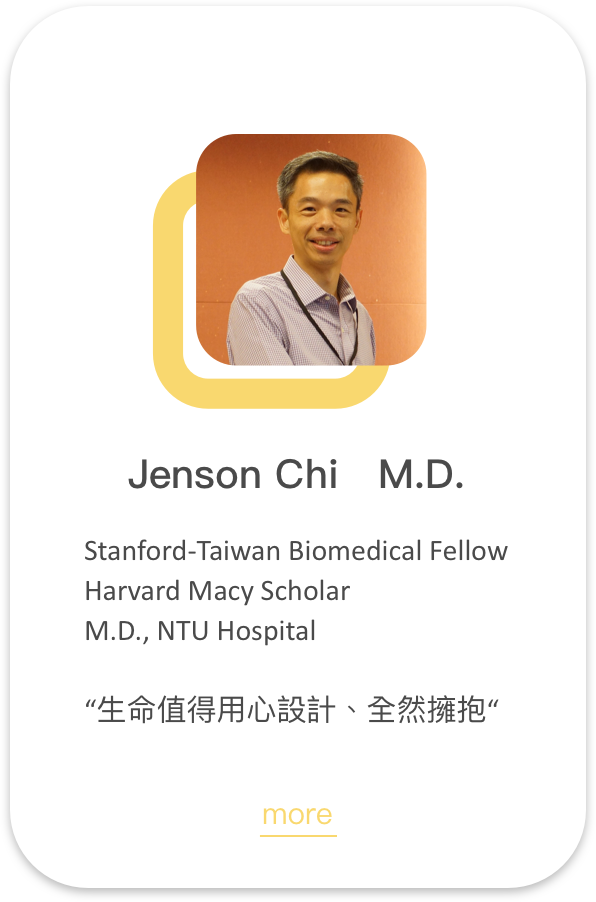 Jenson Chi　M.D.
Stanford-Taiwan Biomedical Fellow
Harvard Macy Scholar
M.D., NTU Hospital
“生命值得用心設計、全然擁抱“
more